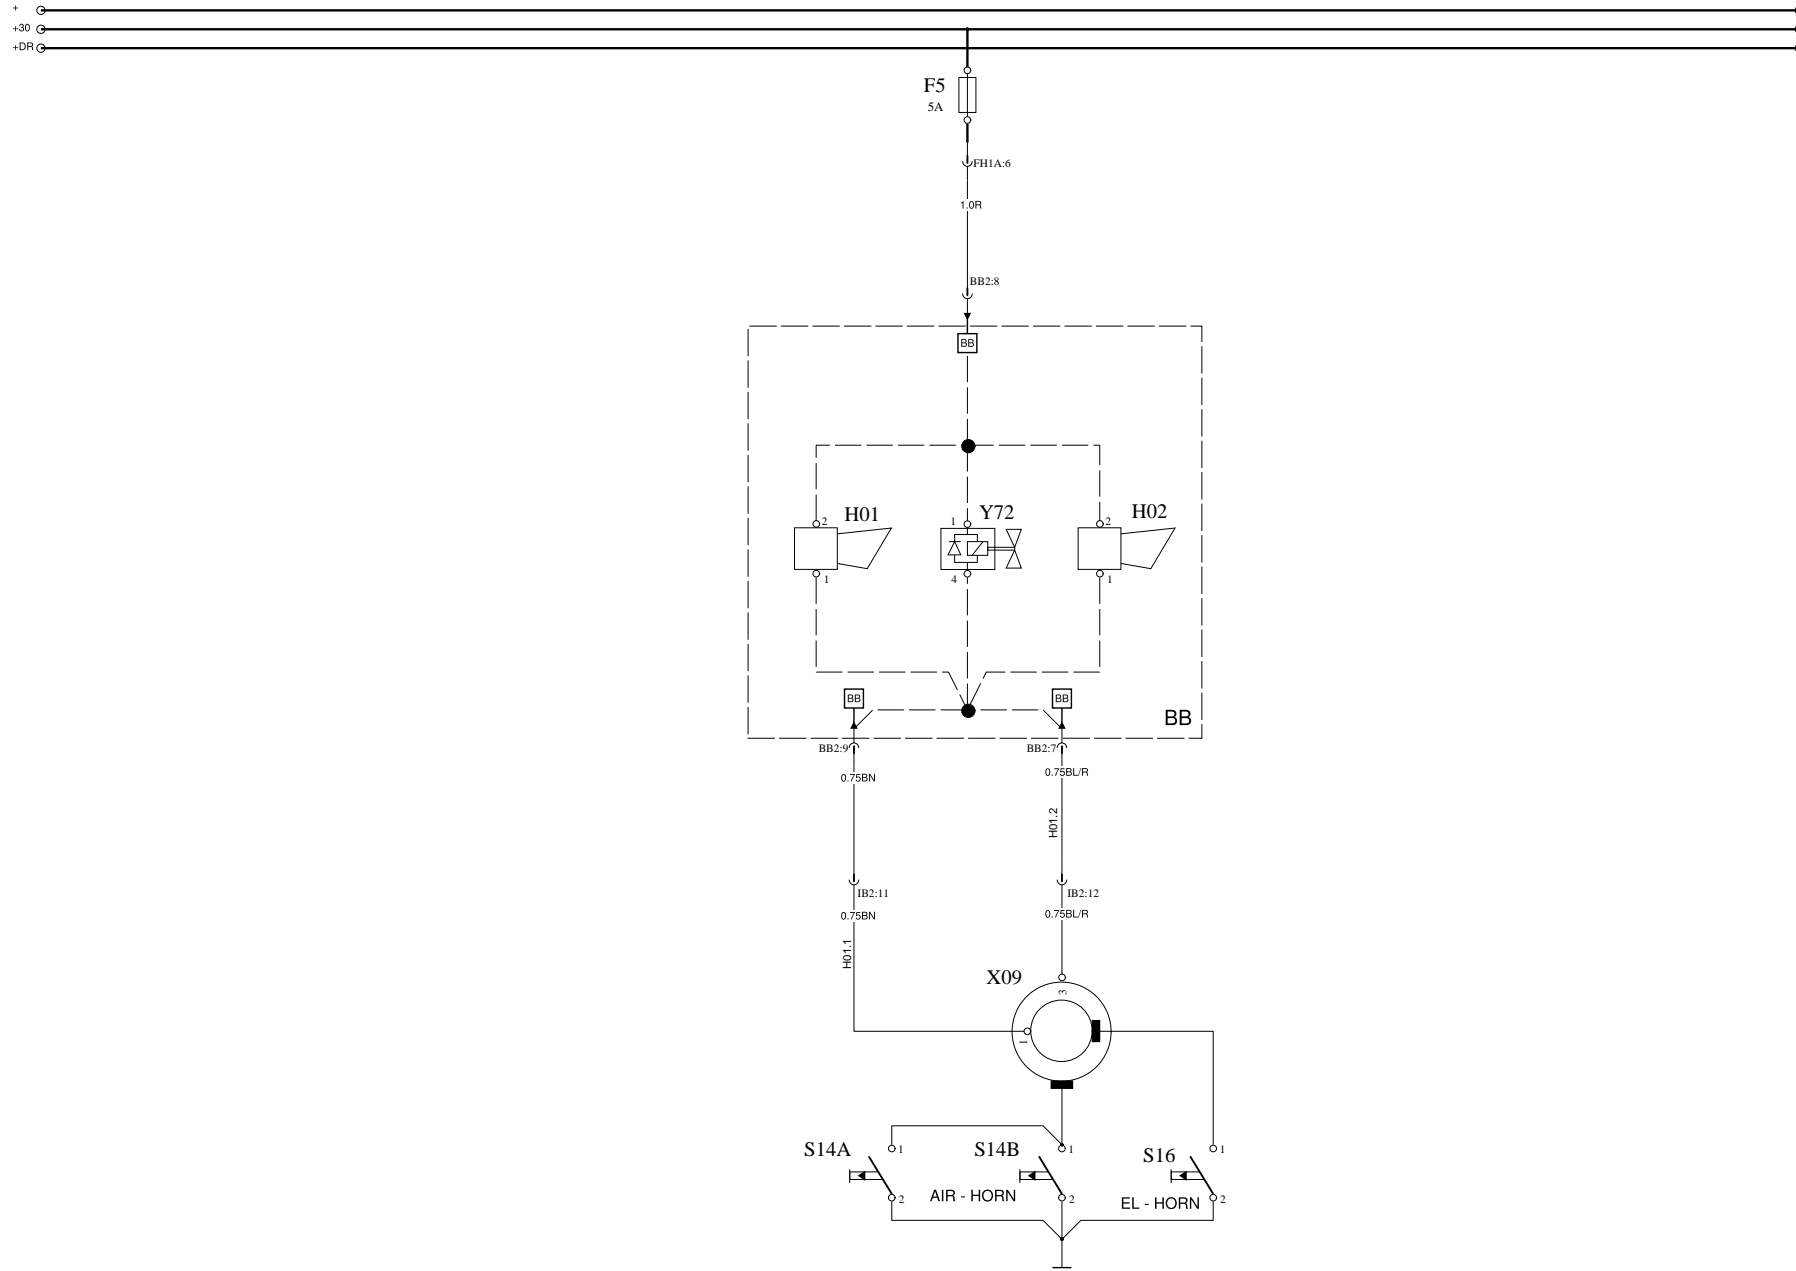 +
+30
+DR
F5
5A
FH1A:6
1.0R
BB2:8
BB
H01
Y72
H02
2
1
2
1
4
1
BB
BB
BB
BB2:9
BB2:7
0.75BN
0.75BL/R
H01.2
IB2:11
IB2:12
0.75BN
0.75BL/R
H01.1
X09
3
1
S14A
1
S14B
1
S16
1
AIR - HORN
EL - HORN
2
2
2